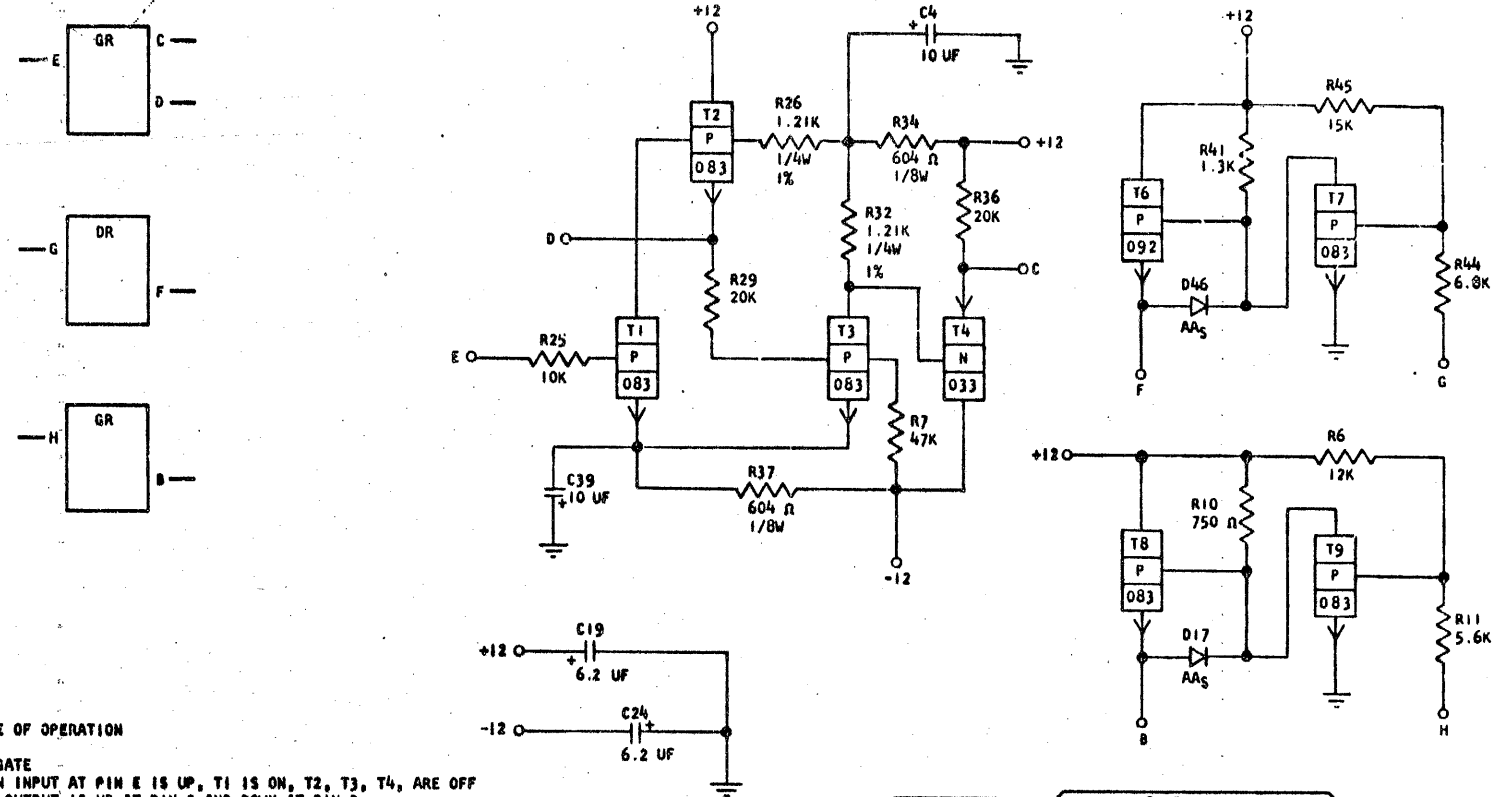 GR
E
C
D
DR
G
F
GR
H
B
+12
T2
P
083
R26
1.21K
1/4W
1%
C4
+
10 UF
R34
604 Ω
1/8W
+12
R36
20K
R32
1.21K
1/4W
1%
D
R29
20K
C
T1
P
083
T3
P
083
T4
N
033
E
R25
10K
R7
47K
C39
10 UF
+
R37
604 Ω
1/8W
-12
+12
C19
+
6.2 UF
-12
C24
+
6.2 UF
+12
R45
15K
R41
1.3K
T6
P
092
T7
P
083
R44
6.8K
D46
AAS
F
G
+12
R6
12K
R10
750 Ω
T8
P
083
T9
P
083
R11
5.6K
D17
AAS
B
H
E OF OPERATION
GATE
N INPUT AT PIN E IS UP, T1 IS ON, T2, T3, T4, ARE OFF